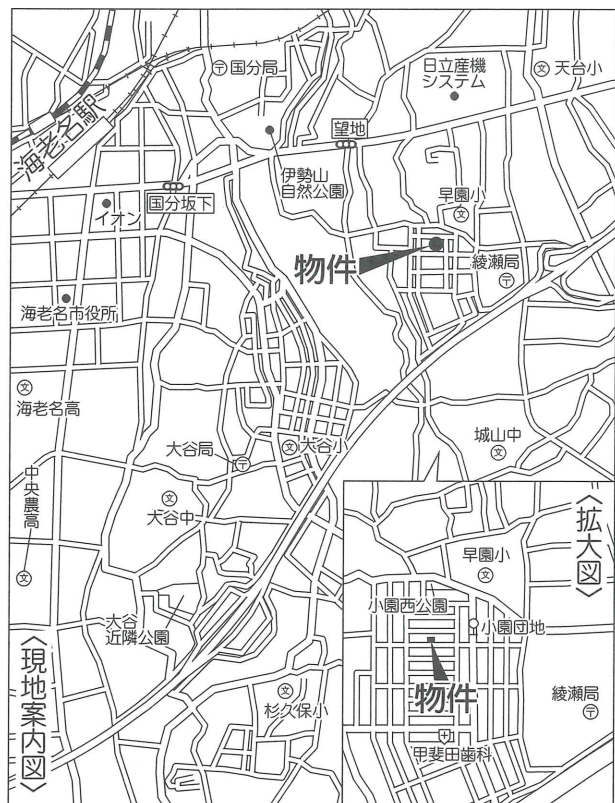 国分局
日立産機
システム
天台小
海老名駅
望地
伊勢山
自然公園
国分坂下
イオン
早園小
物件
綾瀬局
海老名市役所
海老名高
大谷局
大谷小
城山中
中央農高
大谷中
大谷
近隣公園
杉久保小
〈現地案内図〉
〈拡大図〉
早園小
小園西公園
小園団地
物件
綾瀬局
甲斐田歯科